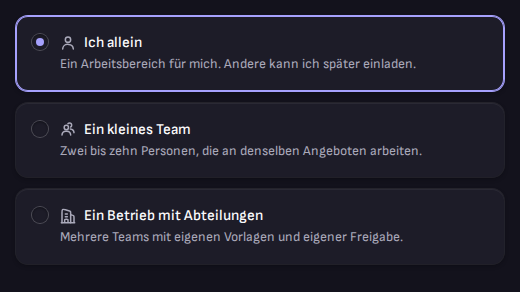 Ich allein
Ein Arbeitsbereich für mich. Andere kann ich später einladen.
Ein kleines Team
Zwei bis zehn Personen, die an denselben Angeboten arbeiten.
Ein Betrieb mit Abteilungen
Mehrere Teams mit eigenen Vorlagen und eigener Freigabe.